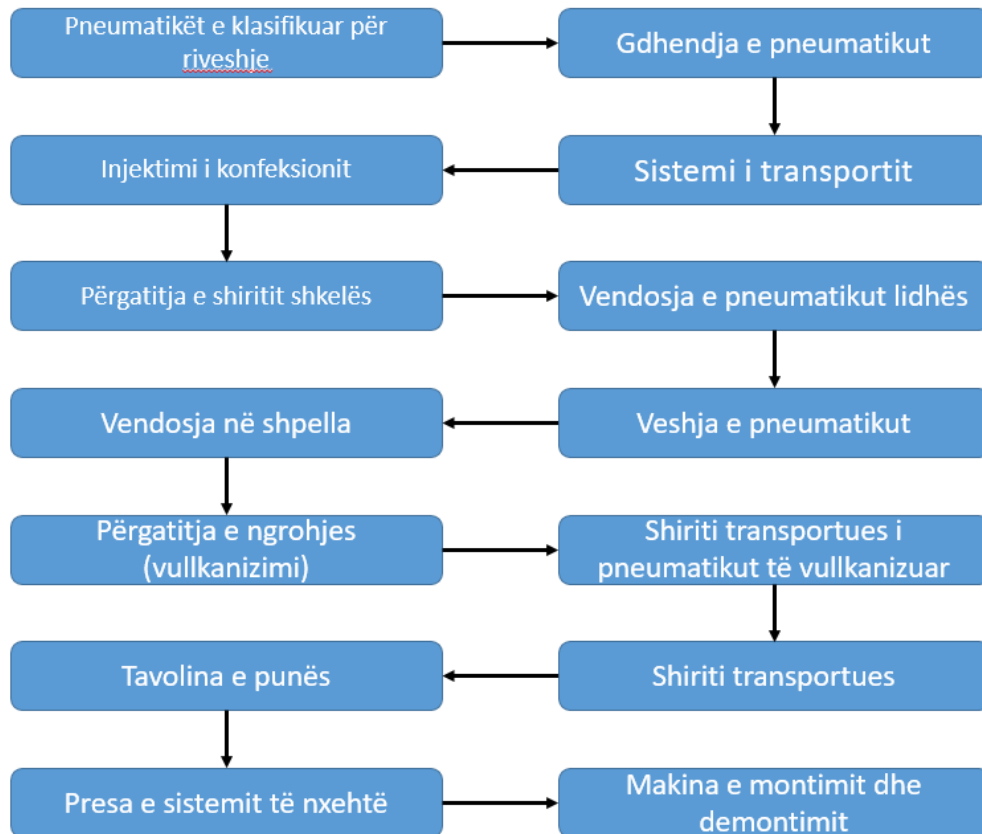 Pneumatikët e klasifikuar për
riveshje
Gdhendja e pneumatikut
Sistemi i transportit
Injektimi i konfeksionit
Përgatitja e shiritit shkelës
Vendosja e pneumatikut lidhës
Veshja e pneumatikut
Vendosja në shpella
Përgatitja e ngrohjes
(vullkanizimi)
Shiriti transportues i
pneumatikut të vullkanizuar
Shiriti transportues
Tavolina e punës
Presa e sistemit të nxehtë
Makina e montimit dhe
demontimit